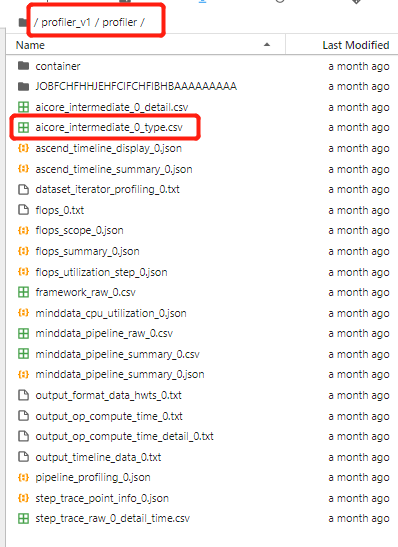 / profiler_v1 / profiler /
Name Last Modified
container a month ago
JOBFCHFHHJEHFCIFCHFIBHBAAAAAAAAA a month ago
aicore_intermediate_0_detail.csv a month ago
aicore_intermediate_0_type.csv a month ago
ascend_timeline_display_0.json a month ago
ascend_timeline_summary_0.json a month ago
dataset_iterator_profiling_0.txt a month ago
flops_0.txt a month ago
flops_scope_0.json a month ago
flops_summary_0.json a month ago
flops_utilization_step_0.json a month ago
framework_raw_0.csv a month ago
minddata_cpu_utilization_0.json a month ago
minddata_pipeline_raw_0.csv a month ago
minddata_pipeline_summary_0.csv a month ago
minddata_pipeline_summary_0.json a month ago
output_format_data_hwts_0.txt a month ago
output_op_compute_time_0.txt a month ago
output_op_compute_time_detail_0.txt a month ago
output_timeline_data_0.txt a month ago
pipeline_profiling_0.json a month ago
step_trace_point_info_0.json a month ago
step_trace_raw_0_detail_time.csv a month ago